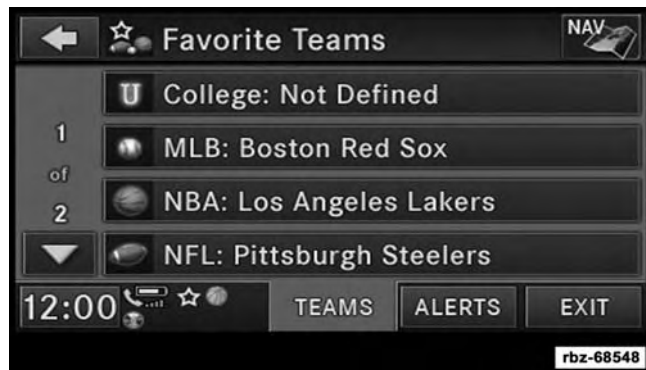 Favorite Teams
NAV
U College: Not Defined
1
of
2
MLB: Boston Red Sox
NBA: Los Angeles Lakers
NFL: Pittsburgh Steelers
12:00
TEAMS
ALERTS
EXIT
rbz-68548